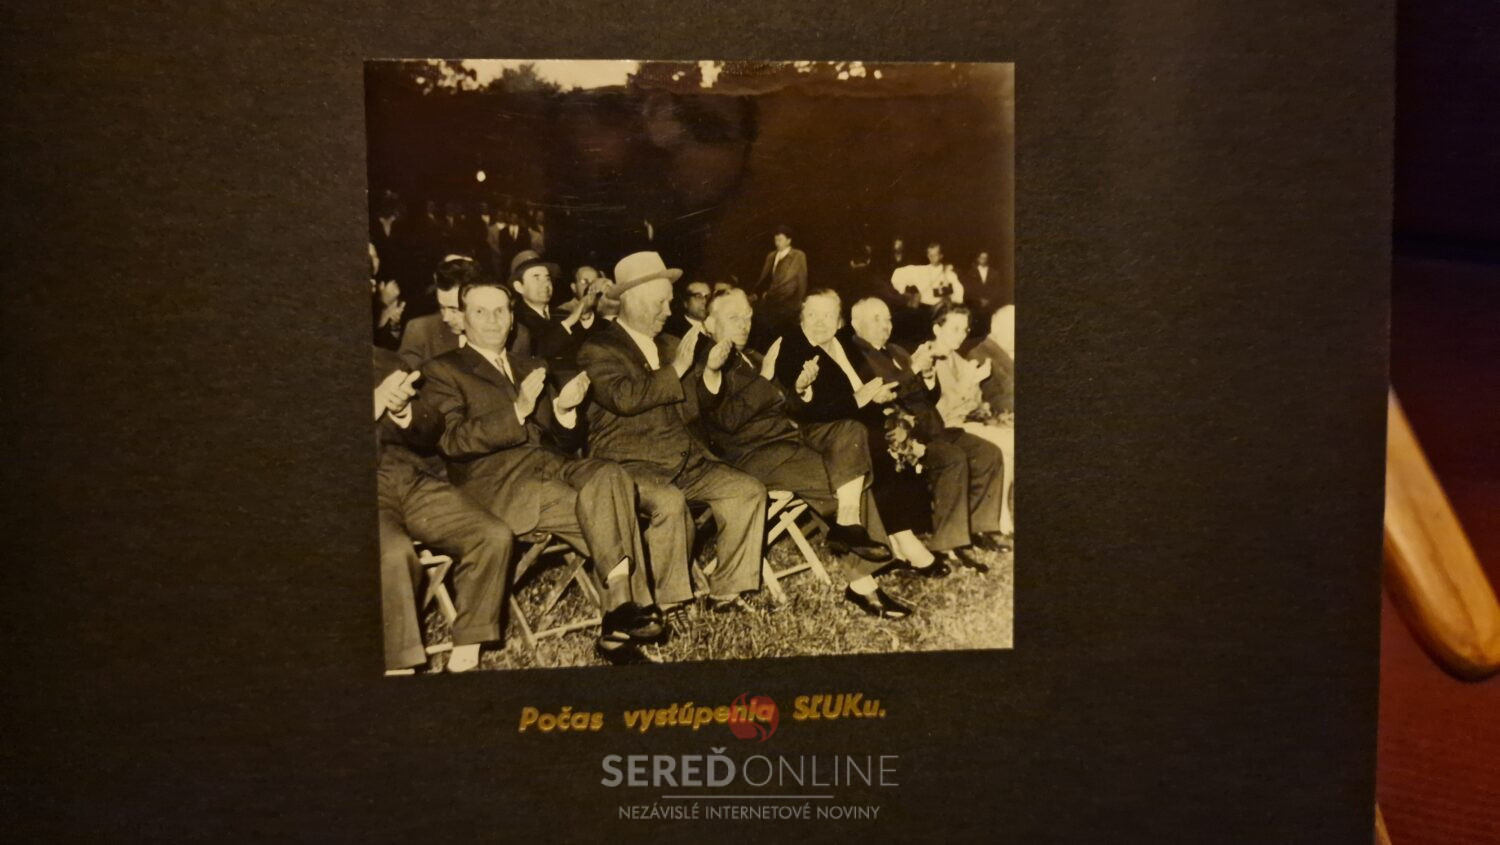 Počas vystúpenia SĽUKu.
SEREĎONLINE
NEZÁVISLÉ INTERNETOVÉ NOVINY